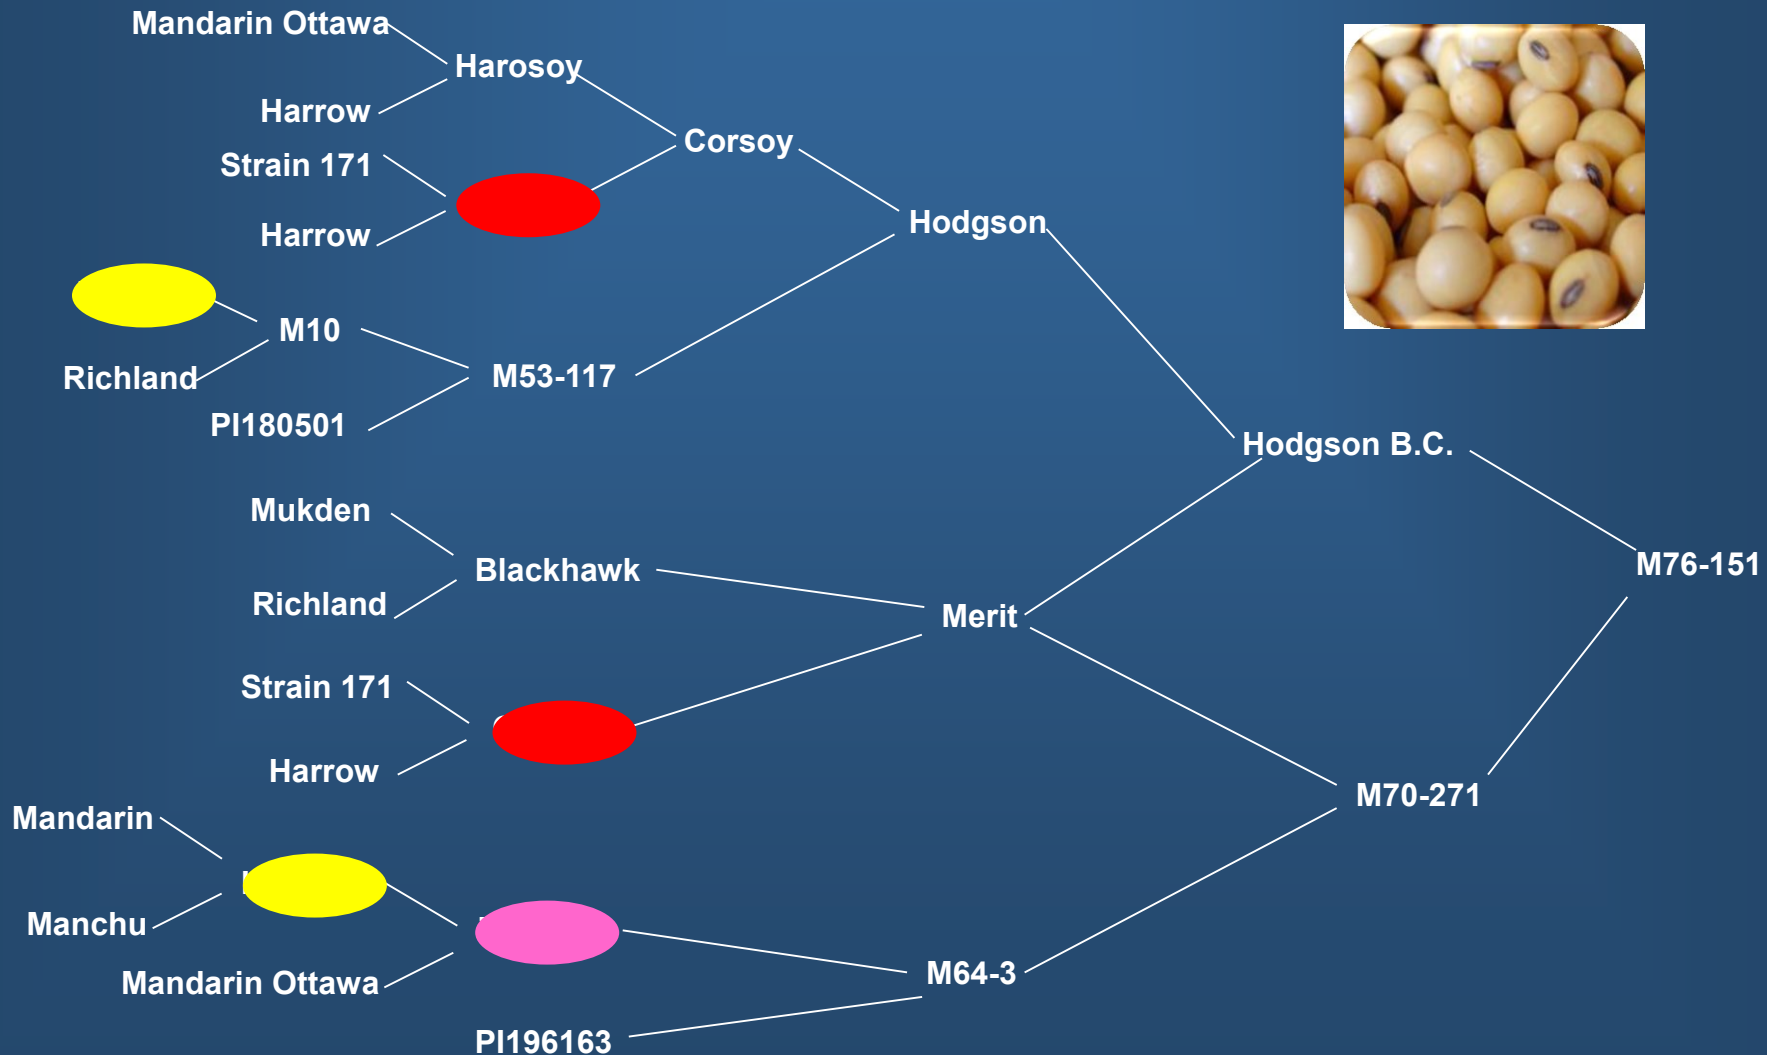 Mandarin Ottawa
Harosoy
Harrow
Corsoy
Strain 171
Harrow
Hodgson
M10
Richland
M53-117
PI180501
Hodgson B.C.
Mukden
Blackhawk
Richland
M76-151
Merit
Strain 171
Harrow
M70-271
Mandarin
Manchu
Mandarin Ottawa
M64-3
PI196163